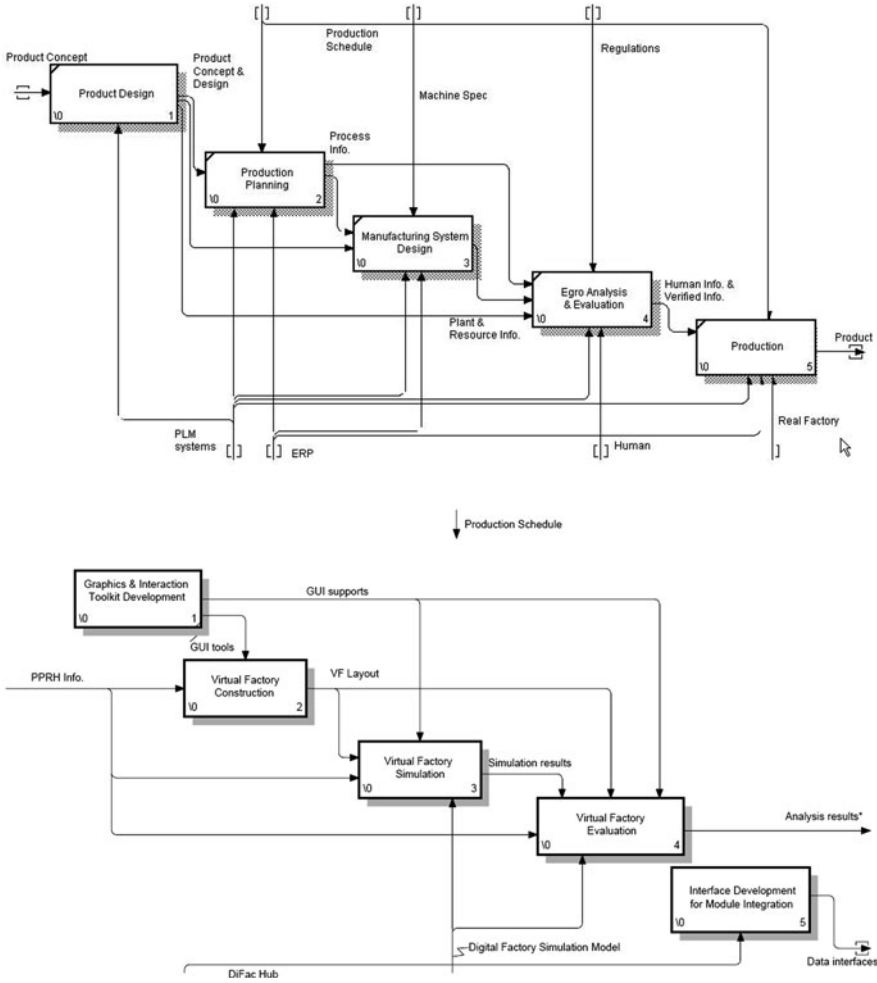 Product Concept
Product
Concept &
Design
Production
Schedule
Regulations
Product Design
\0 1
Machine Spec
Process
Info.
Production
Planning
\0 2
Manufacturing System
Design
\0 3
Egro Analysis
& Evaluation
\0 4
Human Info. &
Verified Info.
Plant &
Resource Info.
Production
\0 5
Product
PLM
systems
ERP
Human
Real Factory
Production Schedule
Graphics & Interaction
Toolkit Development
\0 1
GUI supports
GUI tools
PPRH Info.
Virtual Factory
Construction
\0 2
VF Layout
Virtual Factory
Simulation
\0 3
Simulation results
Virtual Factory
Evaluation
\0 4
Analysis results*
Interface Development
for Module Integration
\0 5
Digital Factory Simulation Model
Data interfaces
DiFac Hub